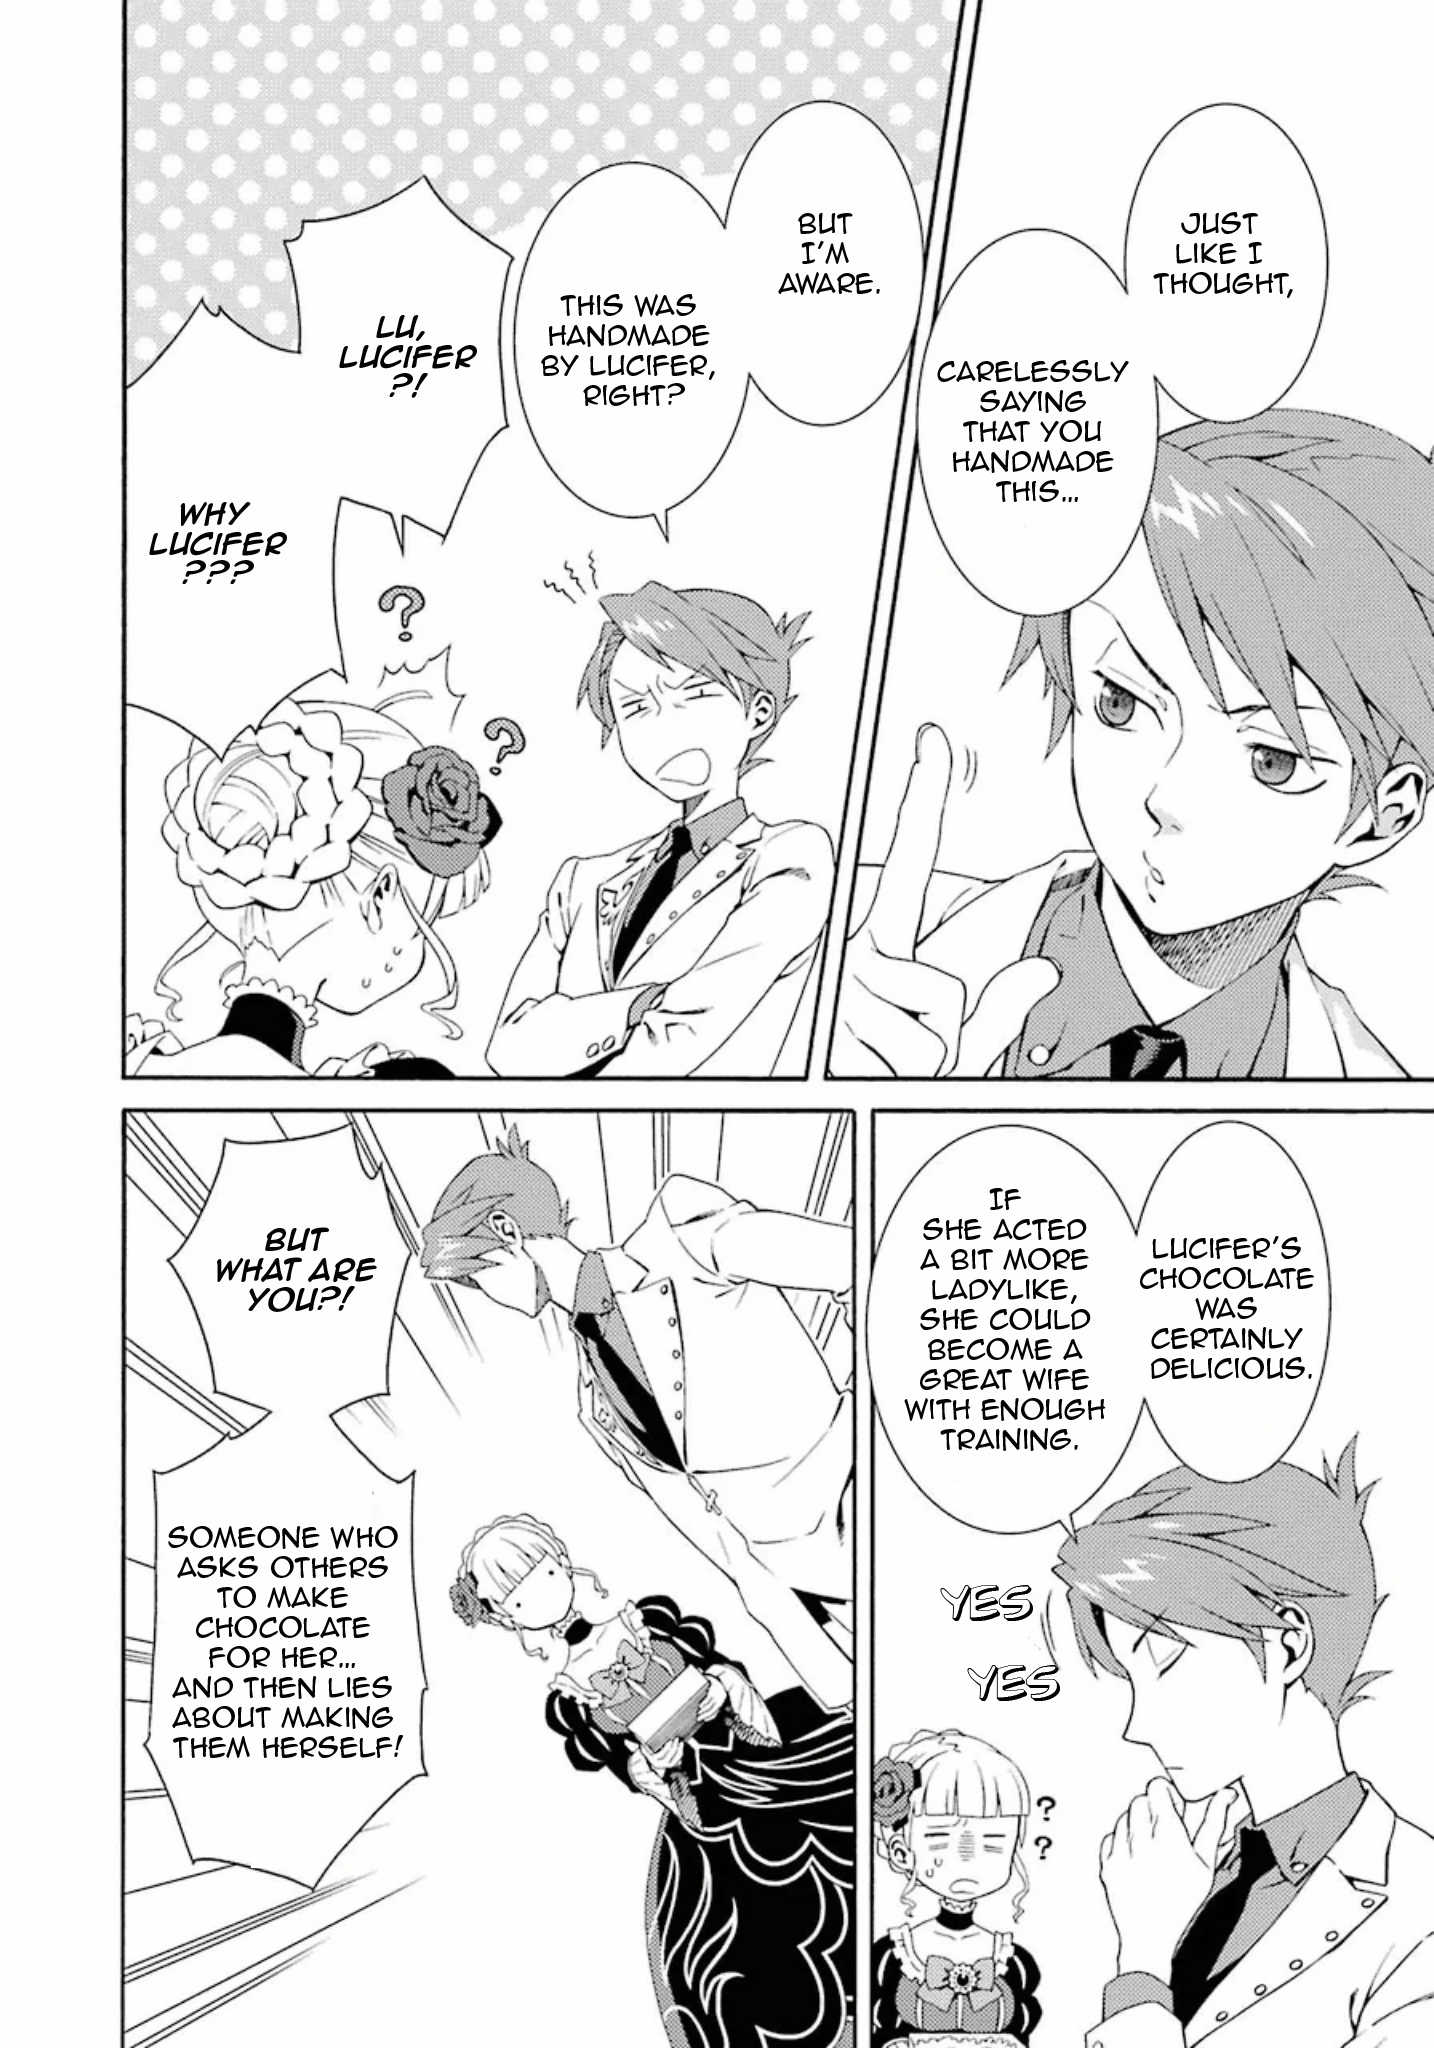 JUST
LIKE I
THOUGHT,
CARELESSLY
SAYING
THAT YOU
HANDMADE
THIS...
BUT
I'M
AWARE.
THIS WAS
HANDMADE
BY LUCIFER,
RIGHT?
LU,
LUCIFER
?!
WHY
LUCIFER
???
?
?
LUCIFER'S
CHOCOLATE
WAS
CERTAINLY
DELICIOUS.
IF
SHE ACTED
A BIT MORE
LADYLIKE,
SHE COULD
BECOME A
GREAT WIFE
WITH ENOUGH
TRAINING.
YES
YES
?
?
BUT
WHAT ARE
YOU?!
SOMEONE WHO
ASKS OTHERS
TO MAKE
CHOCOLATE
FOR HER...
AND THEN LIES
ABOUT MAKING
THEM HERSELF!